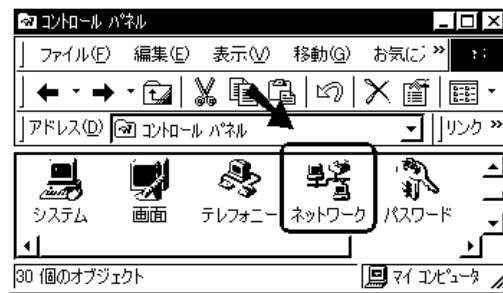 コントロール パネル
ファイル(F) 編集(E) 表示(V) 移動(G) お気に »
アドレス(D) コントロール パネル リンク »
システム 画面 テレフォニー ネットワーク パスワード
30 個のオブジェクト マイ コンピュータ